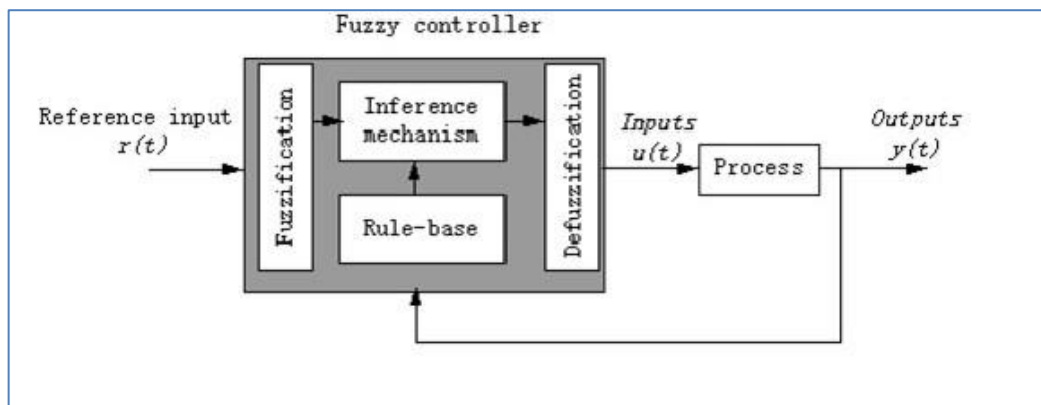 Fuzzy controller
Reference input
r(t)
Fuzzification
Inference
mechanism
Rule-base
Defuzzification
Inputs
u(t)
Process
Outputs
y(t)